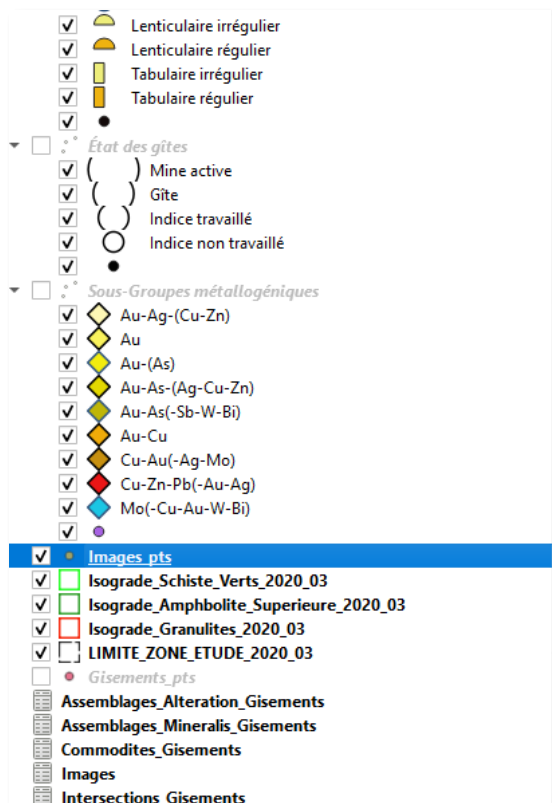 Lenticulaire irrégulier
Lenticulaire régulier
Tabulaire irrégulier
Tabulaire régulier
État des gîtes
Mine active
Gîte
Indice travaillé
Indice non travaillé
Sous-Groupes métallogéniques
Au-Ag-(Cu-Zn)
Au
Au-(As)
Au-As-(Ag-Cu-Zn)
Au-As(-Sb-W-Bi)
Au-Cu
Cu-Au(-Ag-Mo)
Cu-Zn-Pb(-Au-Ag)
Mo(-Cu-Au-W-Bi)
Images_pts
Isograde_Schiste_Verts_2020_03
Isograde_Amphbolite_Superieure_2020_03
Isograde_Granulites_2020_03
LIMITE_ZONE_ETUDE_2020_03
Gisements_pts
Assemblages_Alteration_Gisements
Assemblages_Mineralis_Gisements
Commodites_Gisements
Images
Intersections_Gisements